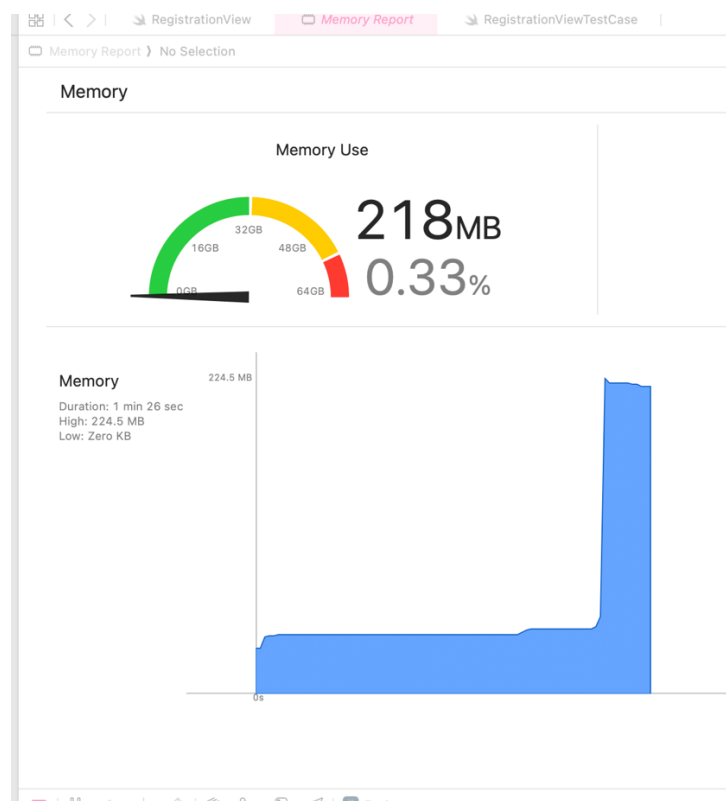 RegistrationView Memory Report RegistrationViewTestCase
Memory Report No Selection
Memory
Memory Use
218MB
0.33%
0GB
16GB
32GB
48GB
64GB
Memory
Duration: 1 min 26 sec
High: 224.5 MB
Low: Zero KB
224.5 MB
0s